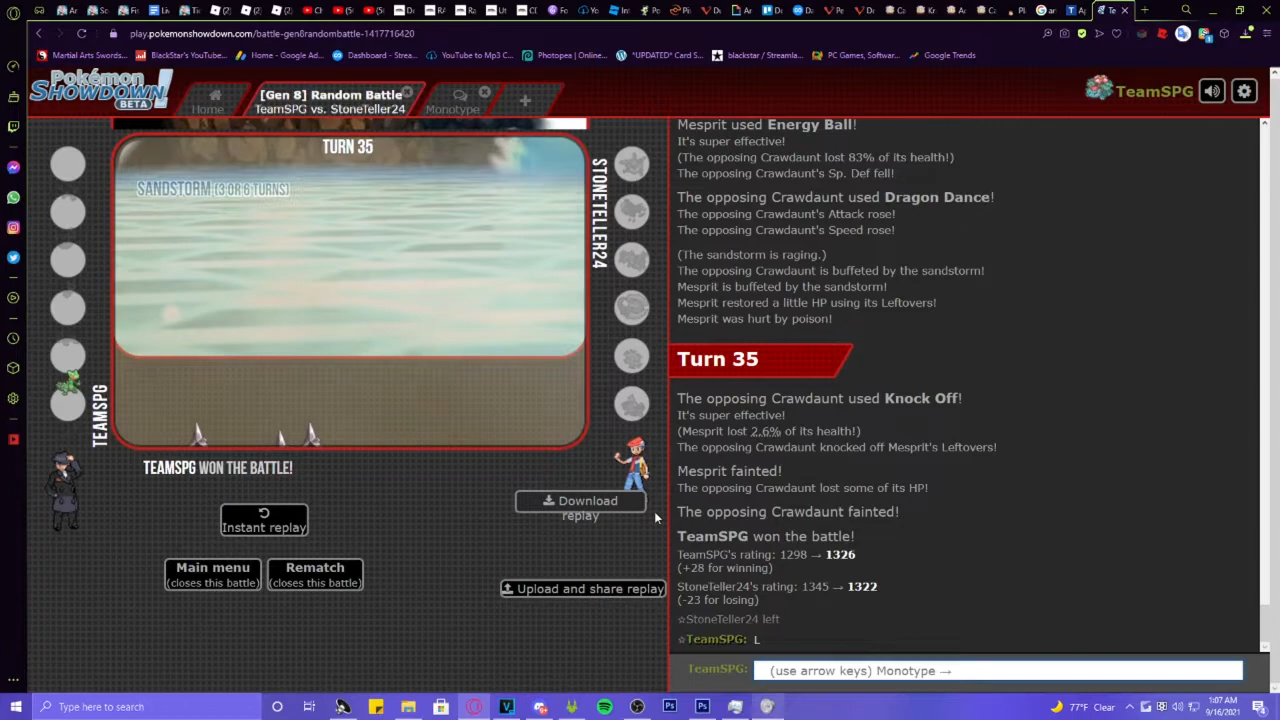 play.pokemonshowdown.com/battle-gen8randombattle-1417716420
Martial Arts Swords...
BlackStar's YouTube...
Home - Google Ad...
Dashboard - Strea...
YouTube to Mp3 C...
Photopea | Online...
*UPDATED* Card S...
blackstar / Streamla...
PC Games, Softwar...
Google Trends
Pokémon
SHOWDOWN!
BETA
Home
[Gen 8] Random Battle
TeamSPG vs. StoneTeller24
Monotype
TeamSPG
TURN 35
SANDSTORM (3 OR 6 TURNS)
TEAMSPG
STONETELLER24
TEAMSPG WON THE BATTLE!
Instant replay
Download
replay
Main menu
(closes this battle)
Rematch
(closes this battle)
Upload and share replay
Mesprit used Energy Ball!
It's super effective!
(The opposing Crawdaunt lost 83% of its health!)
The opposing Crawdaunt's Sp. Def fell!
The opposing Crawdaunt used Dragon Dance!
The opposing Crawdaunt's Attack rose!
The opposing Crawdaunt's Speed rose!
(The sandstorm is raging.)
The opposing Crawdaunt is buffeted by the sandstorm!
Mesprit is buffeted by the sandstorm!
Mesprit restored a little HP using its Leftovers!
Mesprit was hurt by poison!
Turn 35
The opposing Crawdaunt used Knock Off!
It's super effective!
(Mesprit lost 2.6% of its health!)
The opposing Crawdaunt knocked off Mesprit's Leftovers!
Mesprit fainted!
The opposing Crawdaunt lost some of its HP!
The opposing Crawdaunt fainted!
TeamSPG won the battle!
TeamSPG's rating: 1298 → 1326
(+28 for winning)
StoneTeller24's rating: 1345 → 1322
(-23 for losing)
☆StoneTeller24 left
☆TeamSPG: L
TeamSPG: (use arrow keys) Monotype →
Type here to search
77°F Clear
1:07 AM
9/16/2021